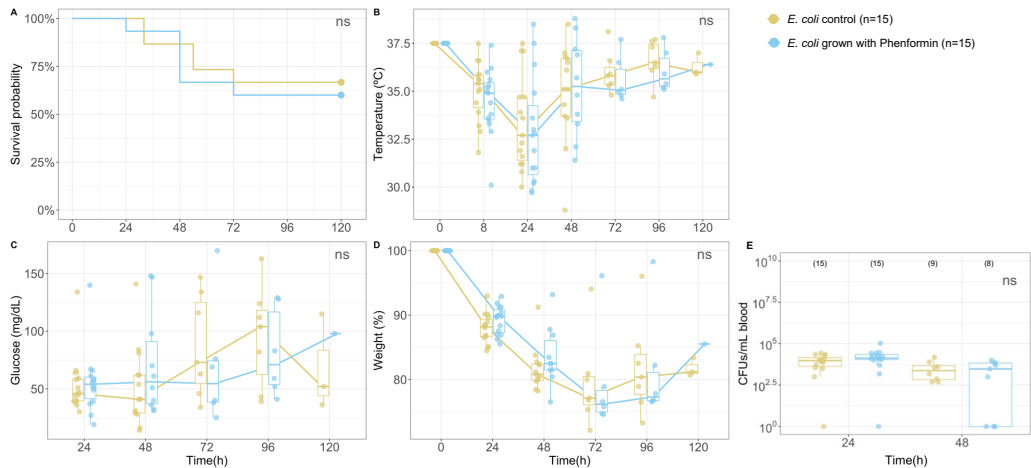 A
ns
Survival probability
100%
75%
50%
25%
0%
0 24 48 72 96 120
B
ns
Temperature (ºC)
37.5
35.0
32.5
30.0
0 8 24 48 72 96 120
E. coli control (n=15)
E. coli grown with Phenformin (n=15)
C
ns
Glucose (mg/dL)
150
100
50
24 48 72 96 120
Time(h)
D
ns
Weight (%)
100
90
80
0 24 48 72 96 120
Time(h)
E
(15) (15) (9) (8)
ns
CFUs/mL blood
10^10
10^7.5
10^5
10^2.5
10^0
24 48
Time(h)